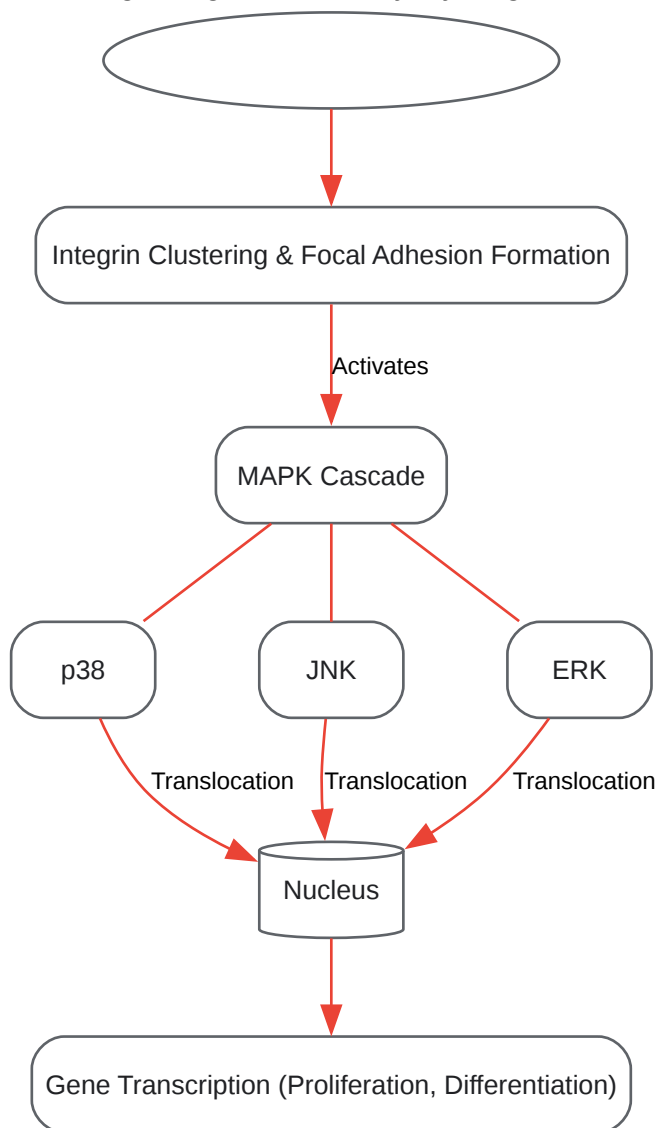 Integrin Clustering & Focal Adhesion Formation
Activates
MAPK Cascade
p38
JNK
ERK
Translocation
Translocation
Translocation
Nucleus
Gene Transcription (Proliferation, Differentiation)